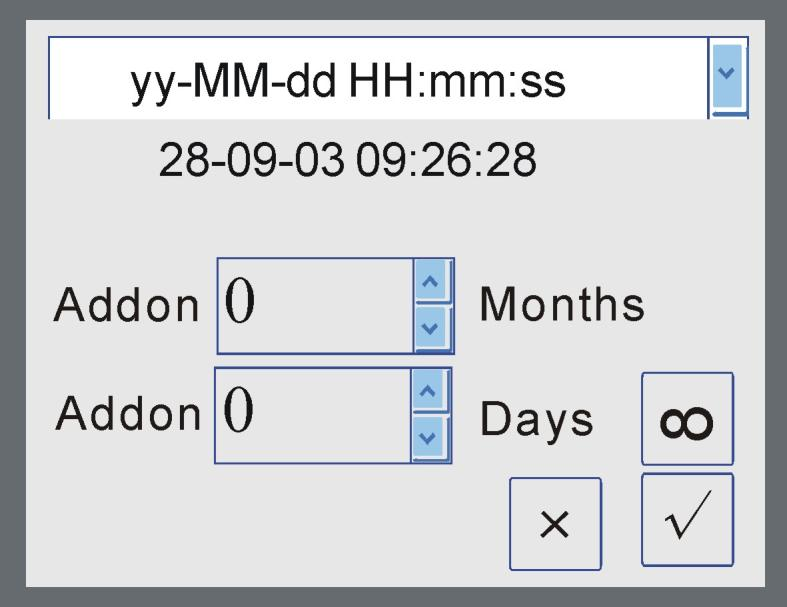 yy-MM-dd HH:mm:ss
28-09-03 09:26:28
Addon 0 Months
Addon 0 Days ∞
× √